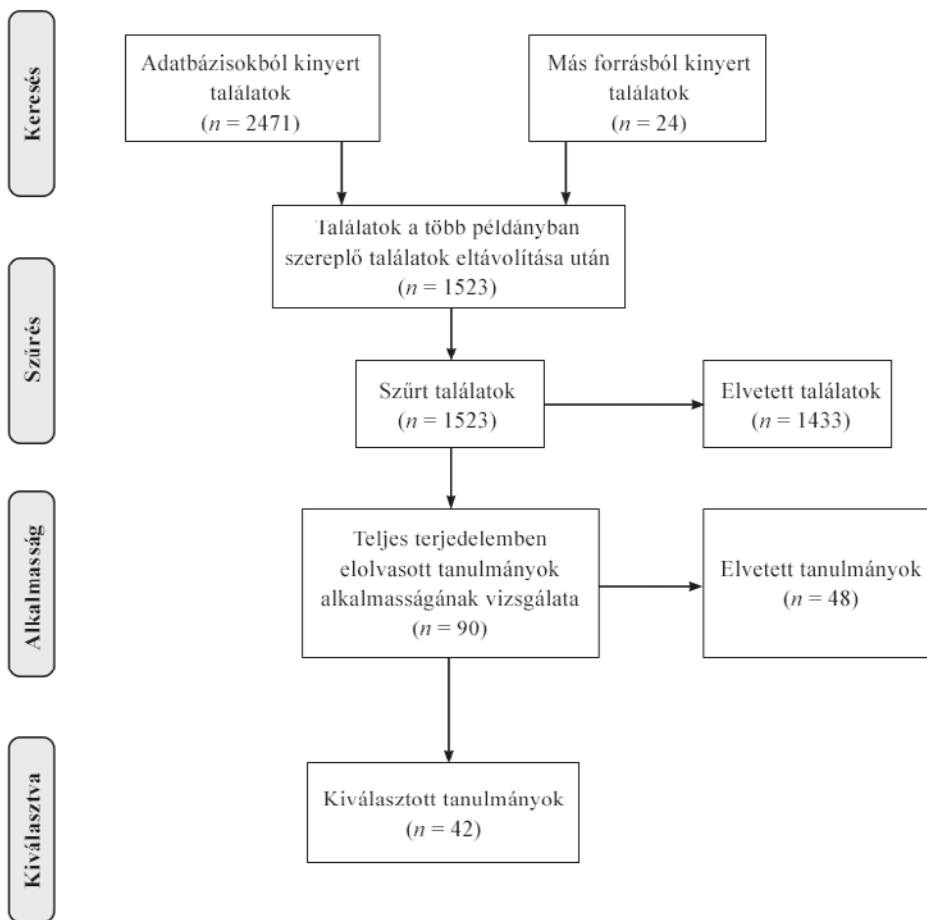 Keresés
Adatbázisokból kinyert
találatok
(n = 2471)
Más forrásból kinyert
találatok
(n = 24)
Találatok a több példányban
szereplő találatok eltávolítása után
(n = 1523)
Szűrés
Szűrt találatok
(n = 1523)
Elvetett találatok
(n = 1433)
Alkalmasság
Teljes terjedelemben
elolvasott tanulmányok
alkalmasságának vizsgálata
(n = 90)
Elvetett tanulmányok
(n = 48)
Kiválasztva
Kiválasztott tanulmányok
(n = 42)